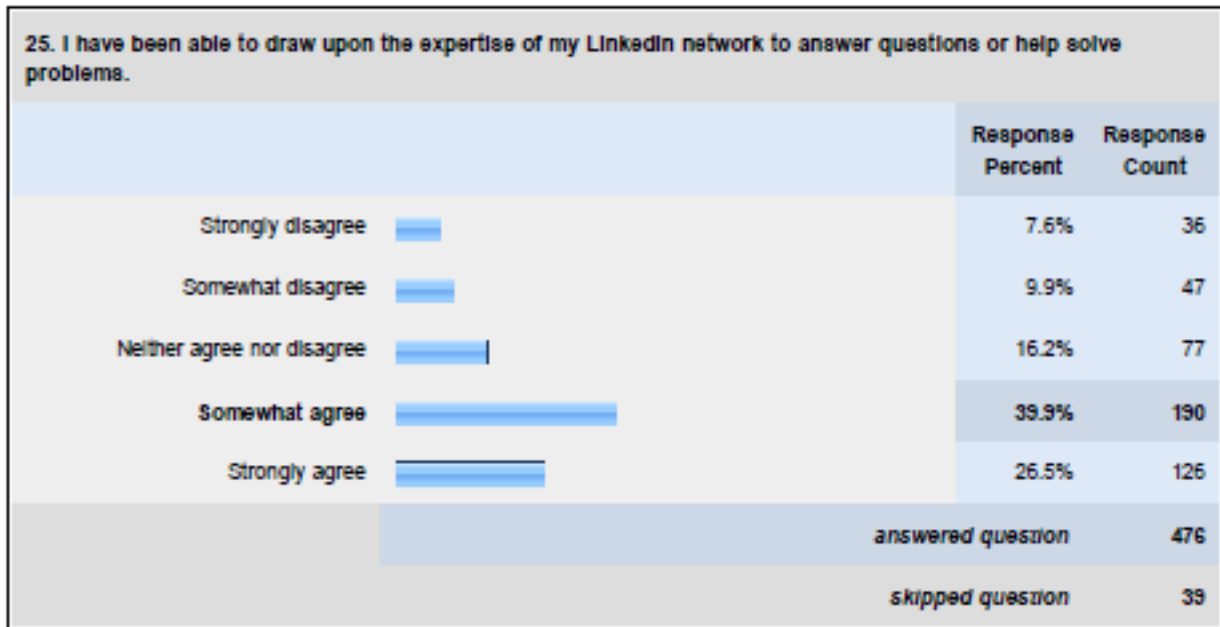 25. I have been able to draw upon the expertise of my LinkedIn network to answer questions or help solve
problems.
Response Percent
Response Count
Strongly disagree 7.6% 36
Somewhat disagree 9.9% 47
Neither agree nor disagree 16.2% 77
Somewhat agree 39.9% 190
Strongly agree 26.5% 126
answered question 476
skipped question 39